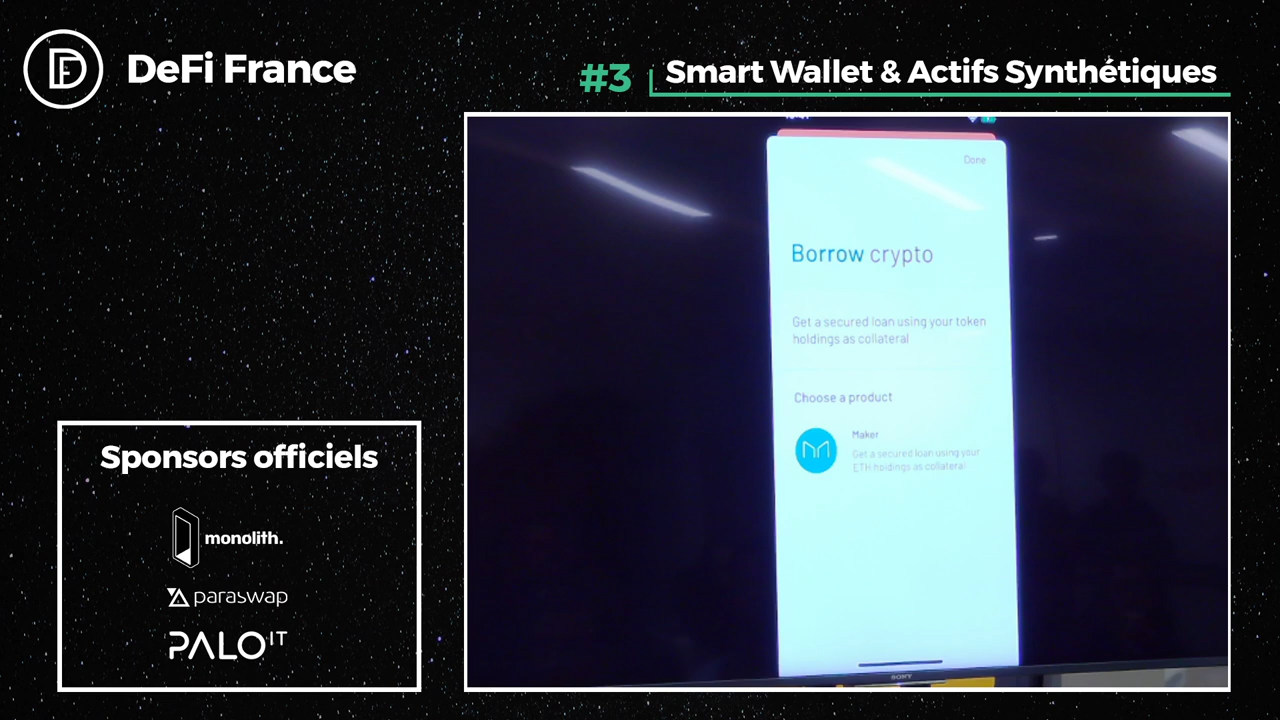 DeFi France
#3
Smart Wallet & Actifs Synthétiques
Done
Borrow crypto
Get a secured loan using your token
holdings as collateral
Choose a product
Maker
Get a secured loan using your
ETH holdings as collateral
SONY
Sponsors officiels
monolith.
paraswap
PALO IT